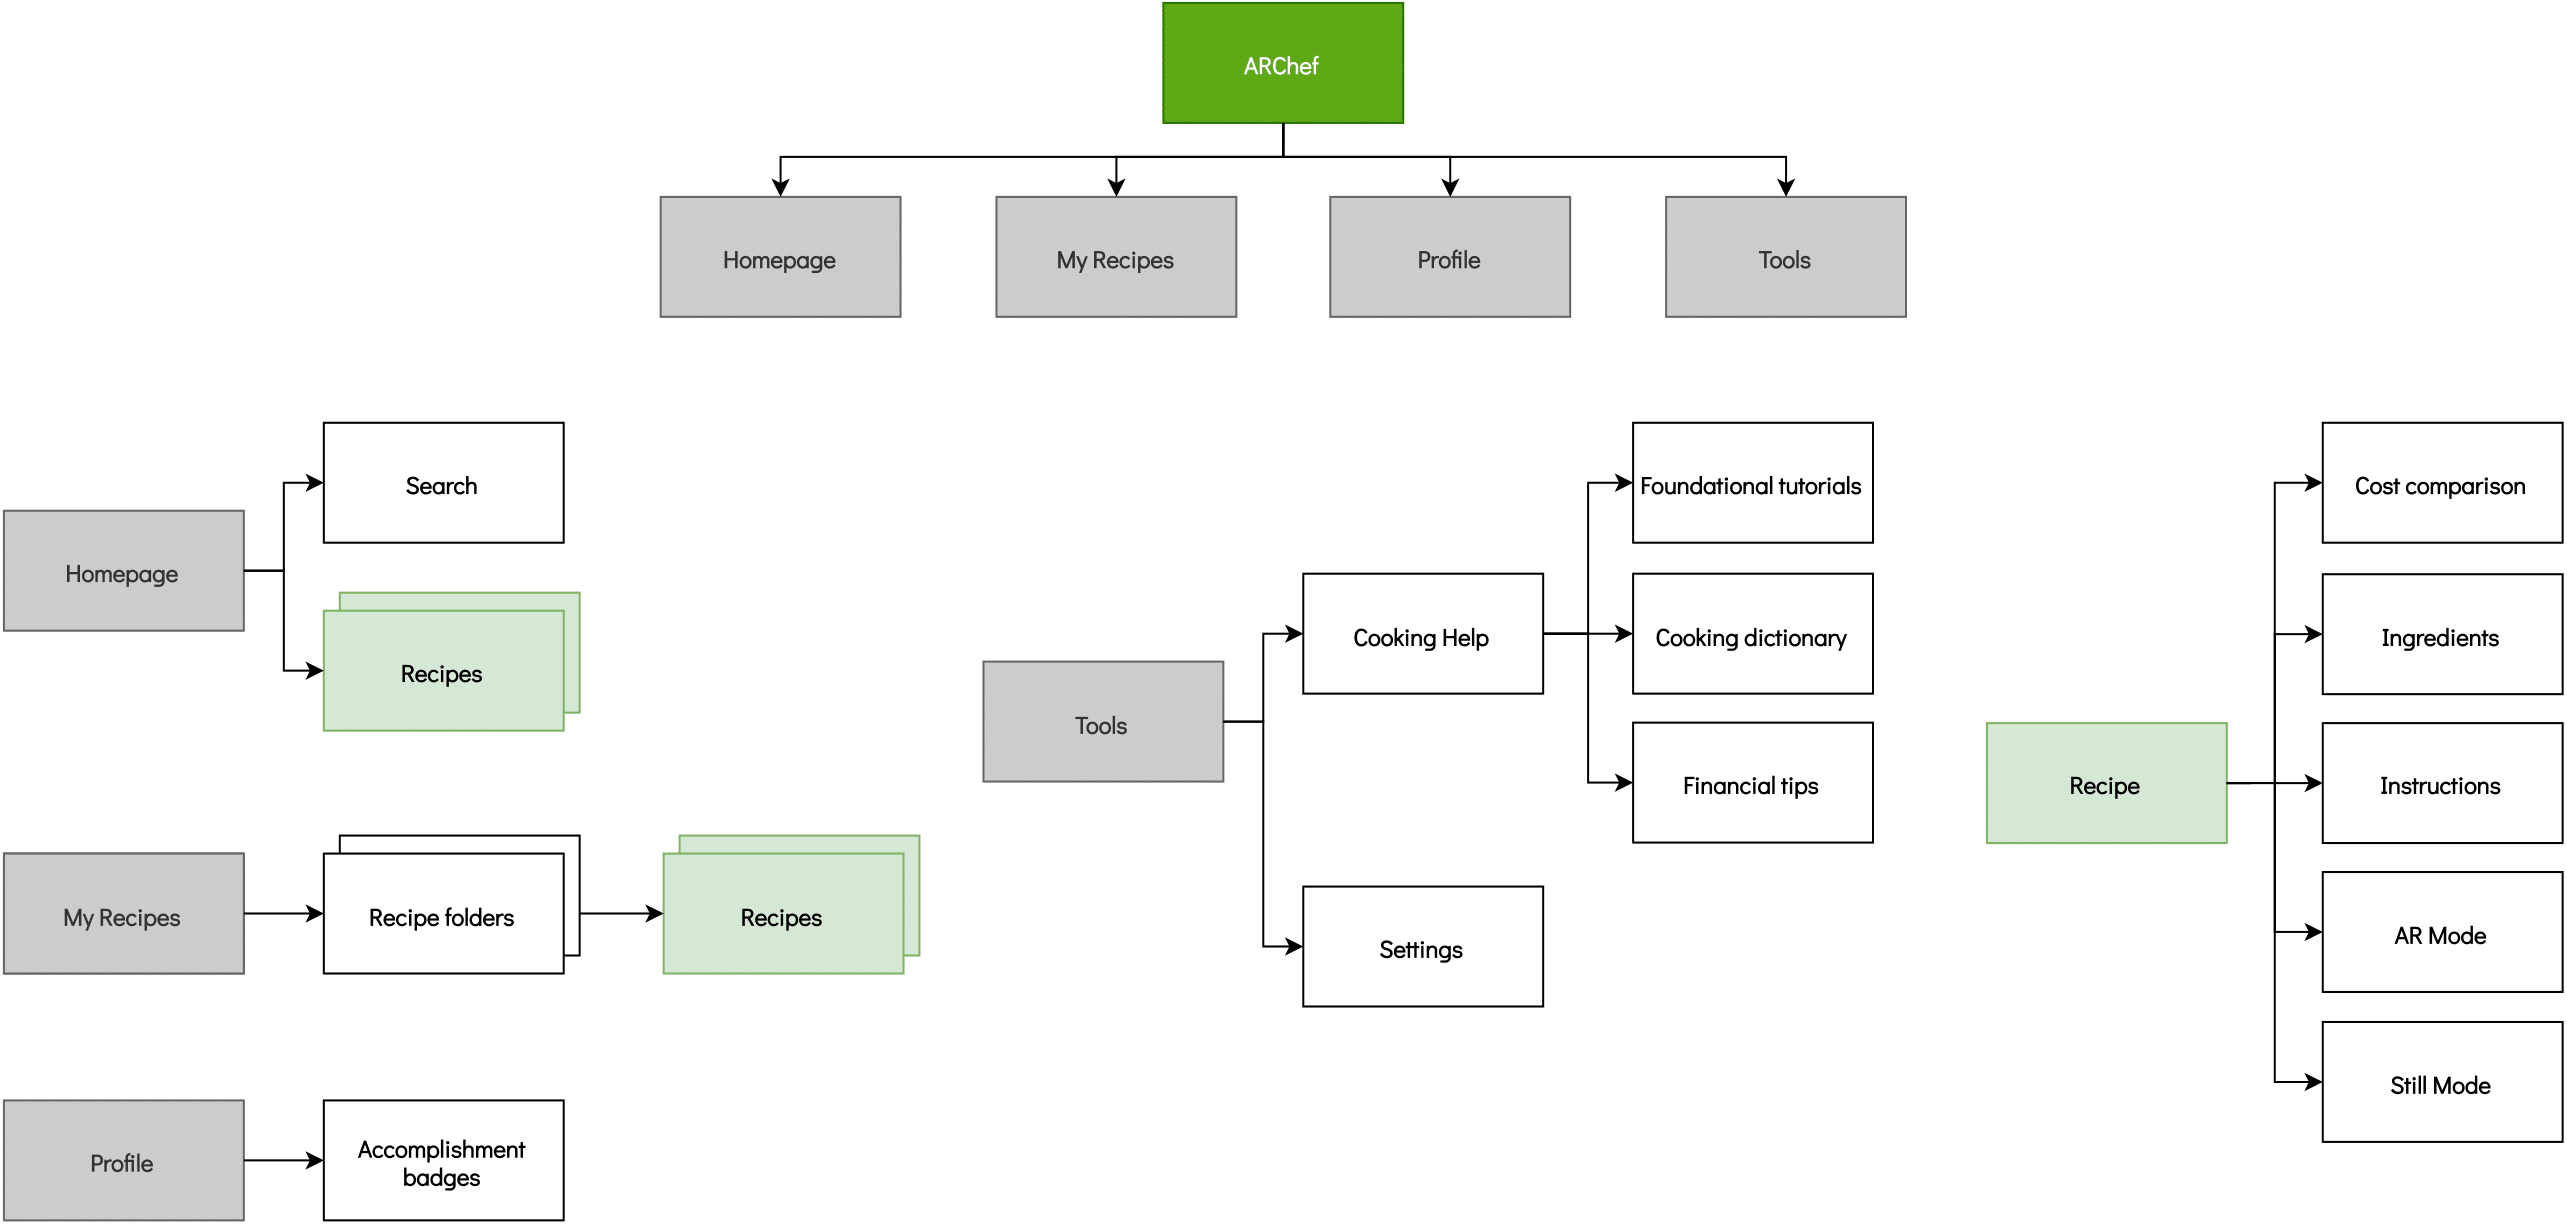 ARChef
Homepage
My Recipes
Profile
Tools
Homepage
Search
Recipes
My Recipes
Recipe folders
Recipes
Profile
Accomplishment
badges
Tools
Cooking Help
Foundational tutorials
Cooking dictionary
Financial tips
Settings
Recipe
Cost comparison
Ingredients
Instructions
AR Mode
Still Mode